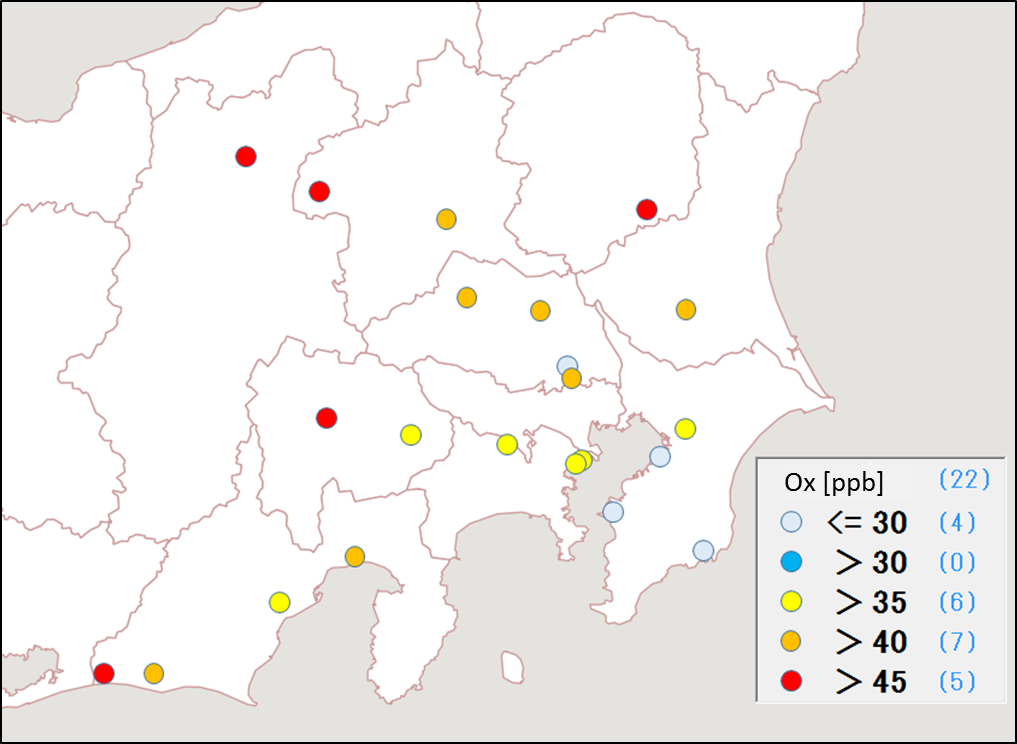 Ox [ppb] (22)
<= 30 (4)
> 30 (0)
> 35 (6)
> 40 (7)
> 45 (5)